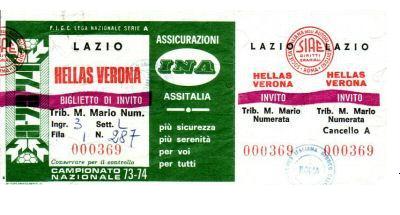 F.I.G.C. LEGA NAZIONALE SERIE A
LAZIO
HELLAS VERONA
BIGLIETTO DI INVITO
Trib. M. Mario Num.
Ingr. 3 Sett. L
Fila 1 N. 287
000369
Conservare per il controllo
CAMPIONATO
NAZIONALE 73-74
ASSICURAZIONI
INA
ASSITALIA
più sicurezza
più serenità
per voi
per tutti
LAZIO
HELLAS
VERONA
INVITO
Trib. M. Mario
Numerata
000369
LAZIO
SIAE
HELLAS
VERONA
INVITO
Trib. M. Mario
Numerata
Cancello A
000369